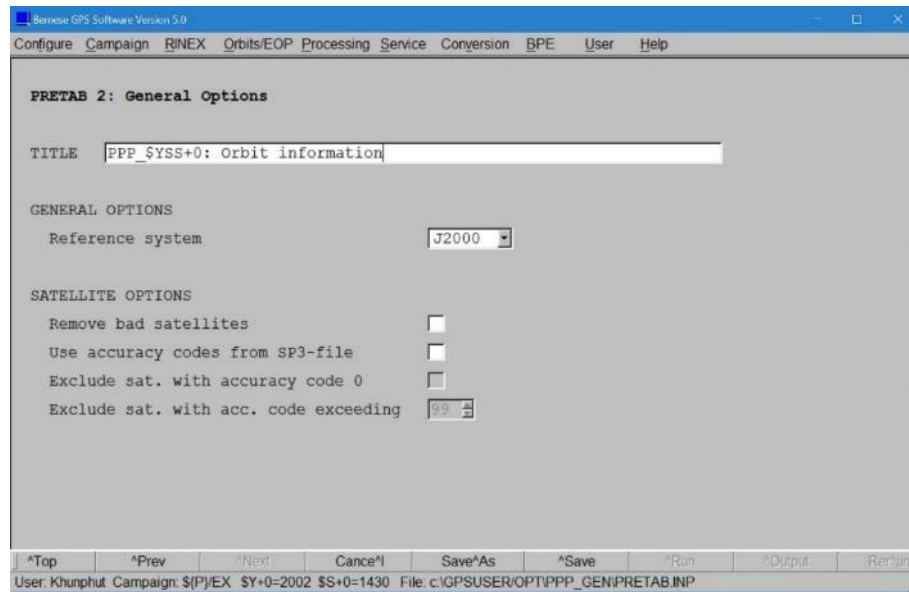 Bernese GPS Software Version 5.0
Configure Campaign RINEX Orbits/EOP Processing Service Conversion BPE User Help
PRETAB 2: General Options
TITLE PPP_$YSS+0: Orbit information
GENERAL OPTIONS
Reference system J2000
SATELLITE OPTIONS
Remove bad satellites
Use accuracy codes from SP3-file
Exclude sat. with accuracy code 0
Exclude sat. with acc. code exceeding 99
^Top ^Prev ^Next Cance^l Save^As ^Save ^Run ^Output
User: Khunphut Campaign: ${P}/EX $Y+0=2002 $S+0=1430 File: c:\GPSUSER/OPT\PPP_GEN\PRETAB.INP